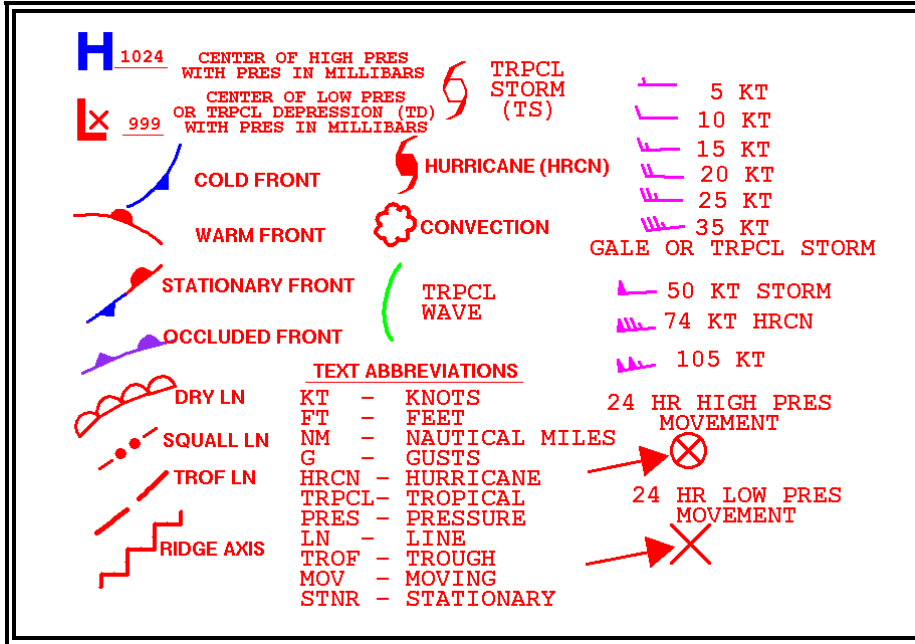 H 1024 CENTER OF HIGH PRES
WITH PRES IN MILLIBARS
L 999 CENTER OF LOW PRES
OR TRPCL DEPRESSION (TD)
WITH PRES IN MILLIBARS
COLD FRONT
WARM FRONT
STATIONARY FRONT
OCCLUDED FRONT
DRY LN
SQUALL LN
TROF LN
RIDGE AXIS
TRPCL
STORM
(TS)
HURRICANE (HRCN)
CONVECTION
TRPCL
WAVE
TEXT ABBREVIATIONS
KT - KNOTS
FT - FEET
NM - NAUTICAL MILES
G - GUSTS
HRCN - HURRICANE
TRPCL- TROPICAL
PRES - PRESSURE
LN - LINE
TROF - TROUGH
MOV - MOVING
STNR - STATIONARY
5 KT
10 KT
15 KT
20 KT
25 KT
35 KT
GALE OR TRPCL STORM
50 KT STORM
74 KT HRCN
105 KT
24 HR HIGH PRES
MOVEMENT
24 HR LOW PRES
MOVEMENT